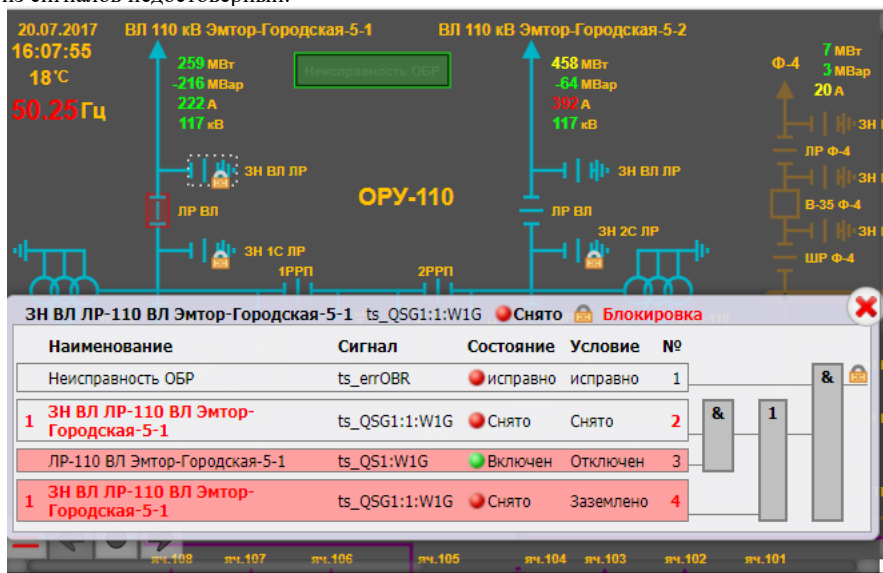 20.07.2017 ВЛ 110 кВ Эмтор-Городская-5-1 ВЛ 110 кВ Эмтор-Городская-5-2
16:07:55
18°C
50.25 Гц
259 МВт
-216 МВар
222 А
117 кВ
Неисправность ОБР
458 МВт
-64 МВар
392 А
117 кВ
Ф-4
7 МВт
3 МВар
20 А
ЗН ВЛ ЛР
ЛР ВЛ
ЗН 1С ЛР
ОРУ-110
1РРП 2РРП
ЗН ВЛ ЛР
ЛР ВЛ
ЗН 2С ЛР
ЗН
ЛР Ф-4
ЗН
В-35 Ф-4
ЗН
ШР Ф-4
ЗН ВЛ ЛР-110 ВЛ Эмтор-Городская-5-1 ts_QSG1:1:W1G Снято Блокировка
Наименование Сигнал Состояние Условие №
Неисправность ОБР ts_errOBR исправно исправно 1
1 ЗН ВЛ ЛР-110 ВЛ Эмтор-
Городская-5-1 ts_QSG1:1:W1G Снято Снято 2
ЛР-110 ВЛ Эмтор-Городская-5-1 ts_QS1:W1G Включен Отключен 3
1 ЗН ВЛ ЛР-110 ВЛ Эмтор-
Городская-5-1 ts_QSG1:1:W1G Снято Заземлено 4
& 1 &
яч.108 яч.107 яч.106 яч.105 яч.104 яч.103 яч.102 яч.101